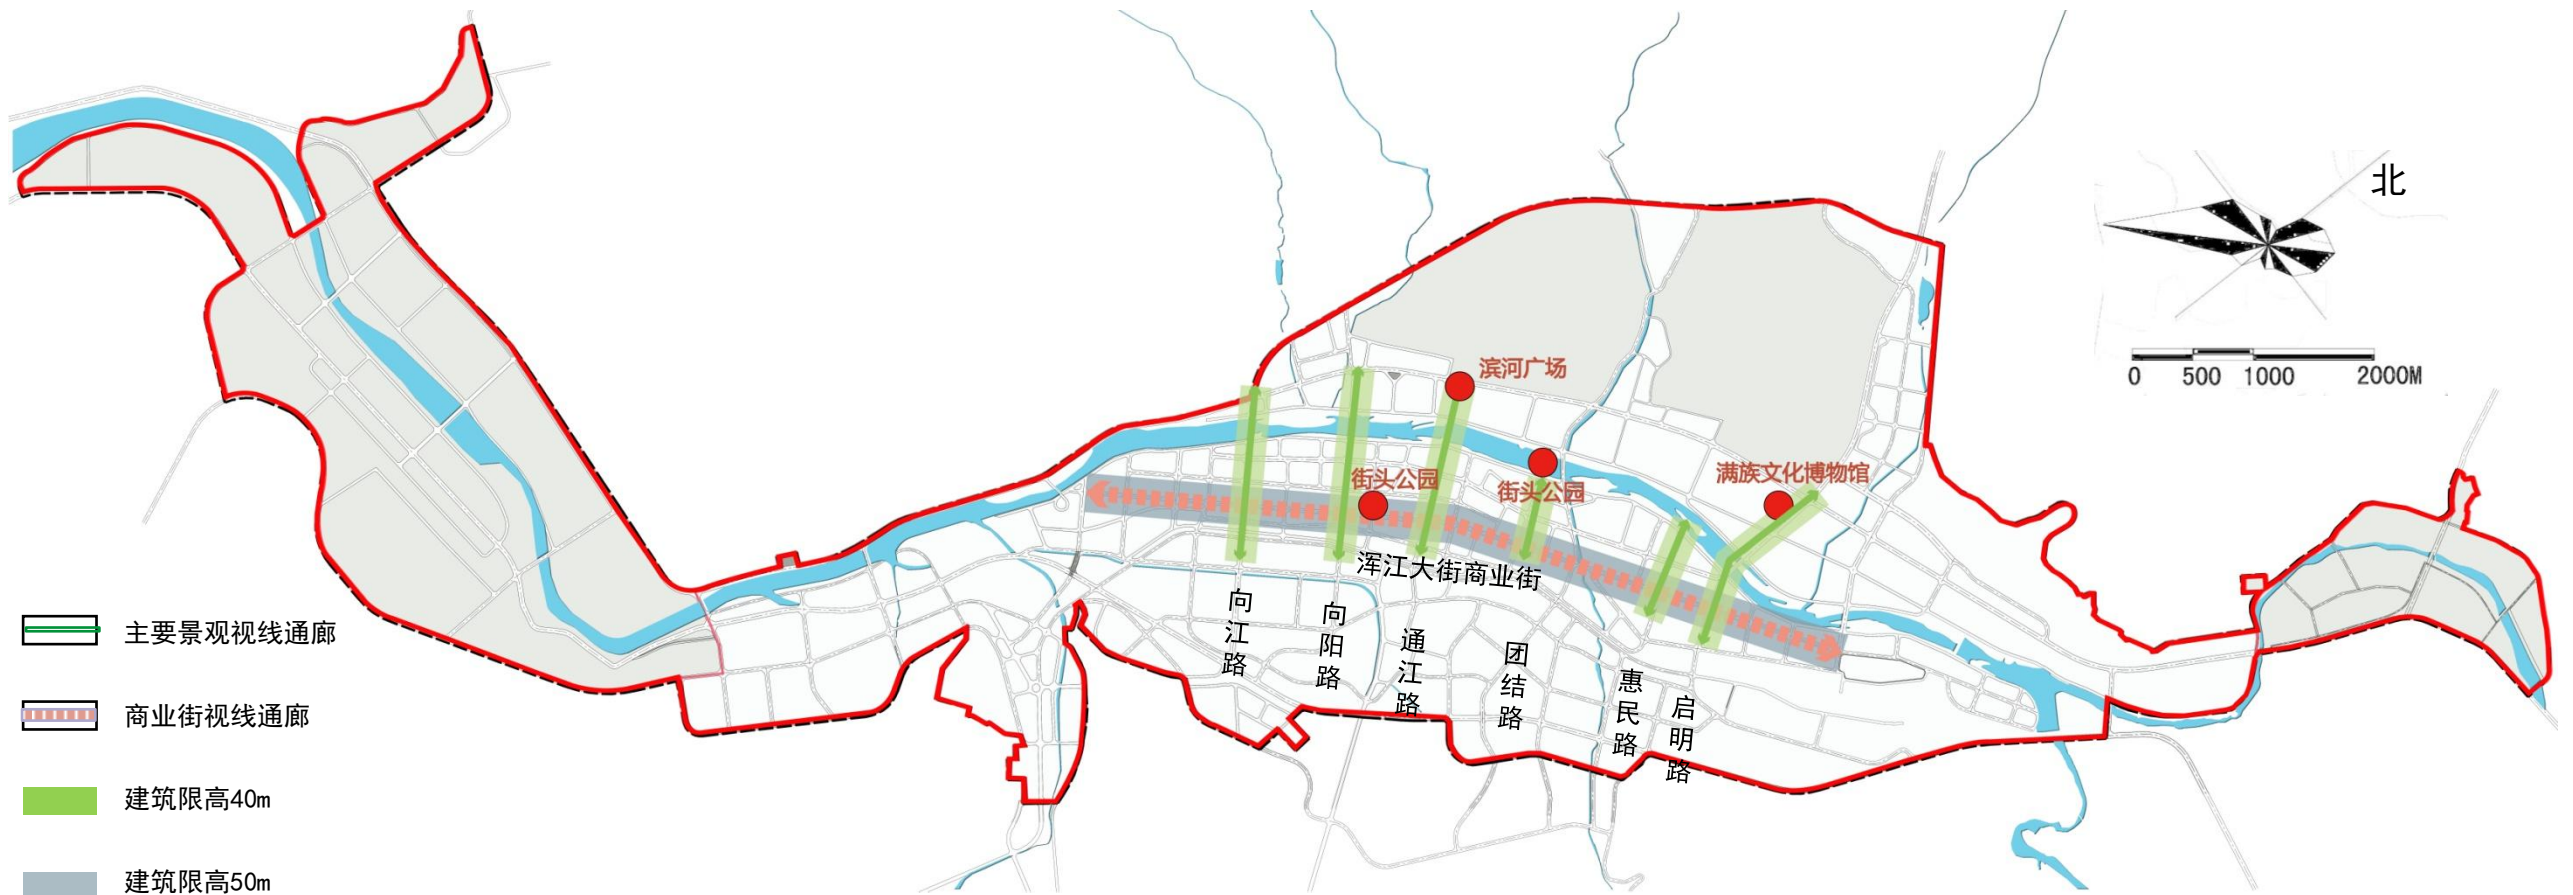 北
0 500 1000 2000M
滨河广场
街头公园
街头公园
满族文化博物馆
浑江大街商业街
向江路
向阳路
通江路
团结路
惠民路
启明路
主要景观视线通廊
商业街视线通廊
建筑限高40m
建筑限高50m